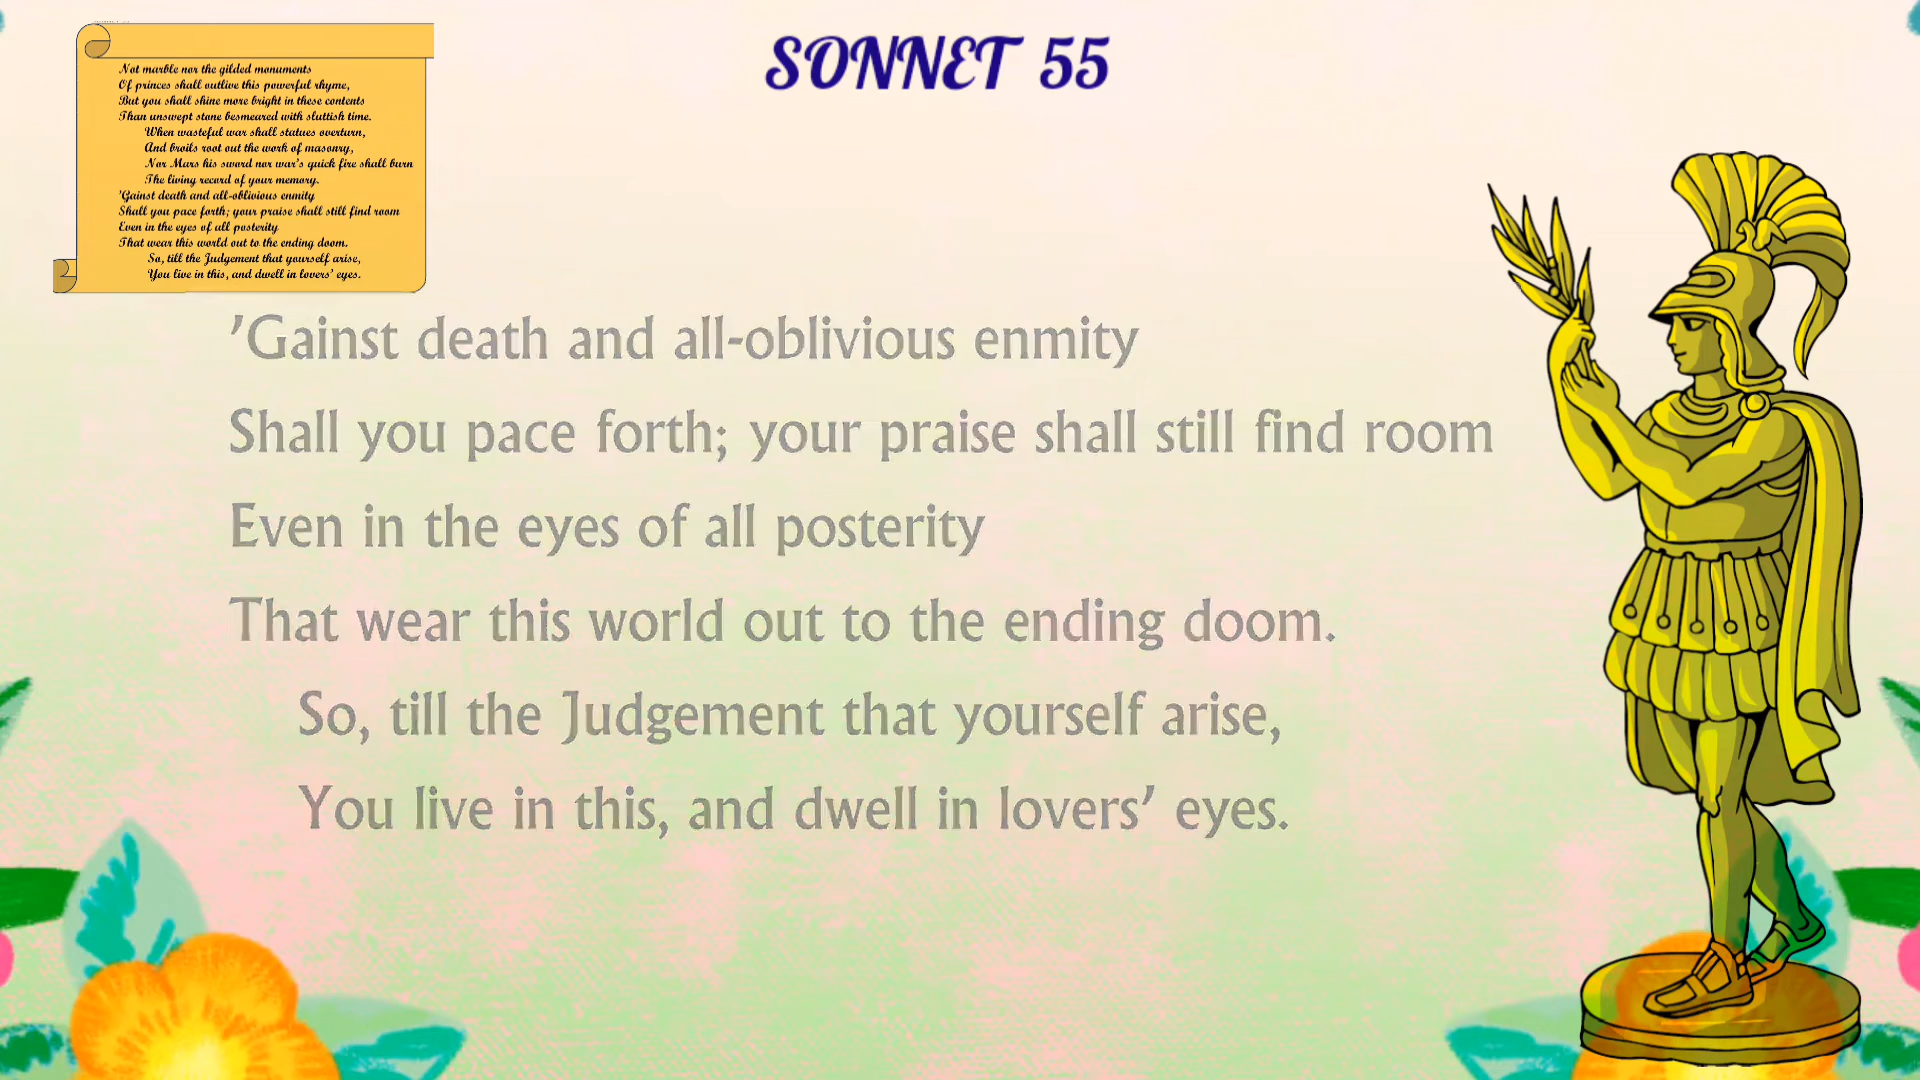 SONNET 55
Not marble nor the gilded monuments
Of princes shall outlive this powerful rhyme,
But you shall shine more bright in these contents
Than unswept stone besmeared with sluttish time.
When wasteful war shall statues overturn,
And broils root out the work of masonry,
Nor Mars his sword nor war's quick fire shall burn
The living record of your memory.
'Gainst death and all-oblivious enmity
Shall you pace forth; your praise shall still find room
Even in the eyes of all posterity
That wear this world out to the ending doom.
So, till the Judgement that yourself arise,
You live in this, and dwell in lovers' eyes.
’Gainst death and all-oblivious enmity
Shall you pace forth; your praise shall still find room
Even in the eyes of all posterity
That wear this world out to the ending doom.
So, till the Judgement that yourself arise,
You live in this, and dwell in lovers’ eyes.